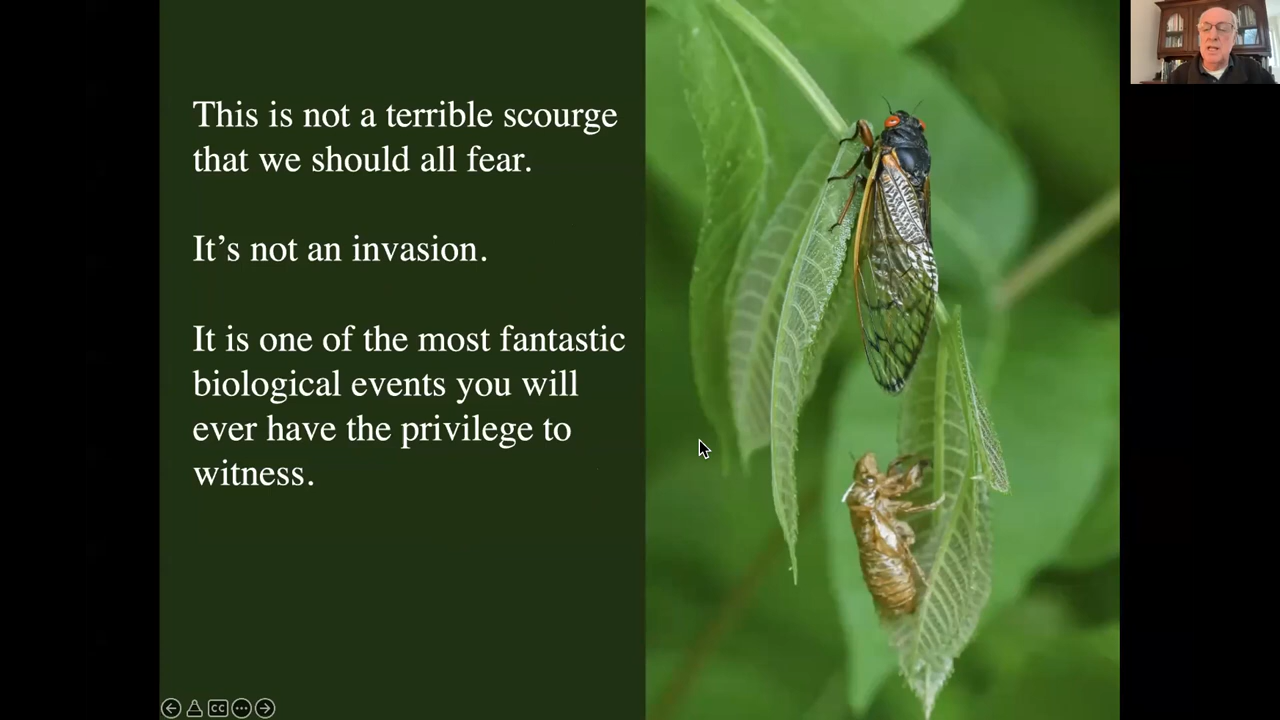 This is not a terrible scourge
that we should all fear.
It’s not an invasion.
It is one of the most fantastic
biological events you will
ever have the privilege to
witness.
CC